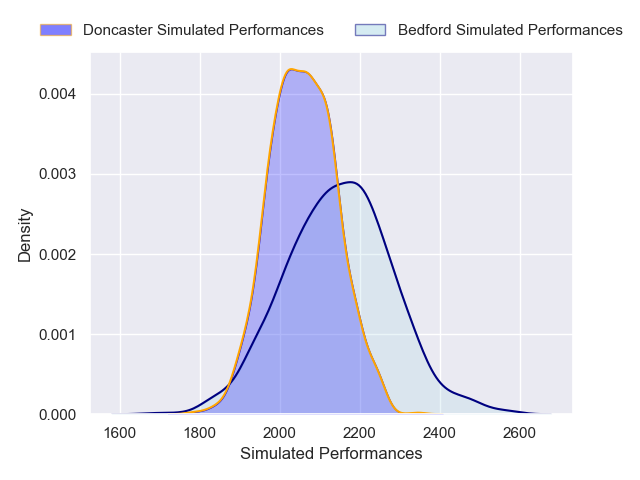 Doncaster Simulated Performances Bedford Simulated Performances
0.004
0.003
0.002
0.001
0.000
Density
1600 1800 2000 2200 2400 2600
Simulated Performances